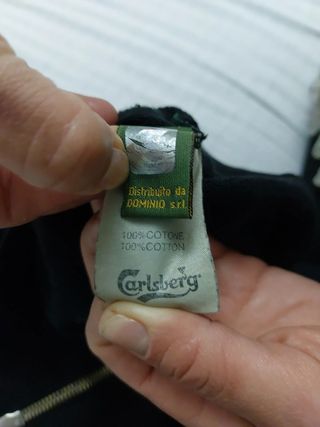 Distribuito da
DOMINIO s.r.l.
100% COTONE
100% COTTON
Carlsberg